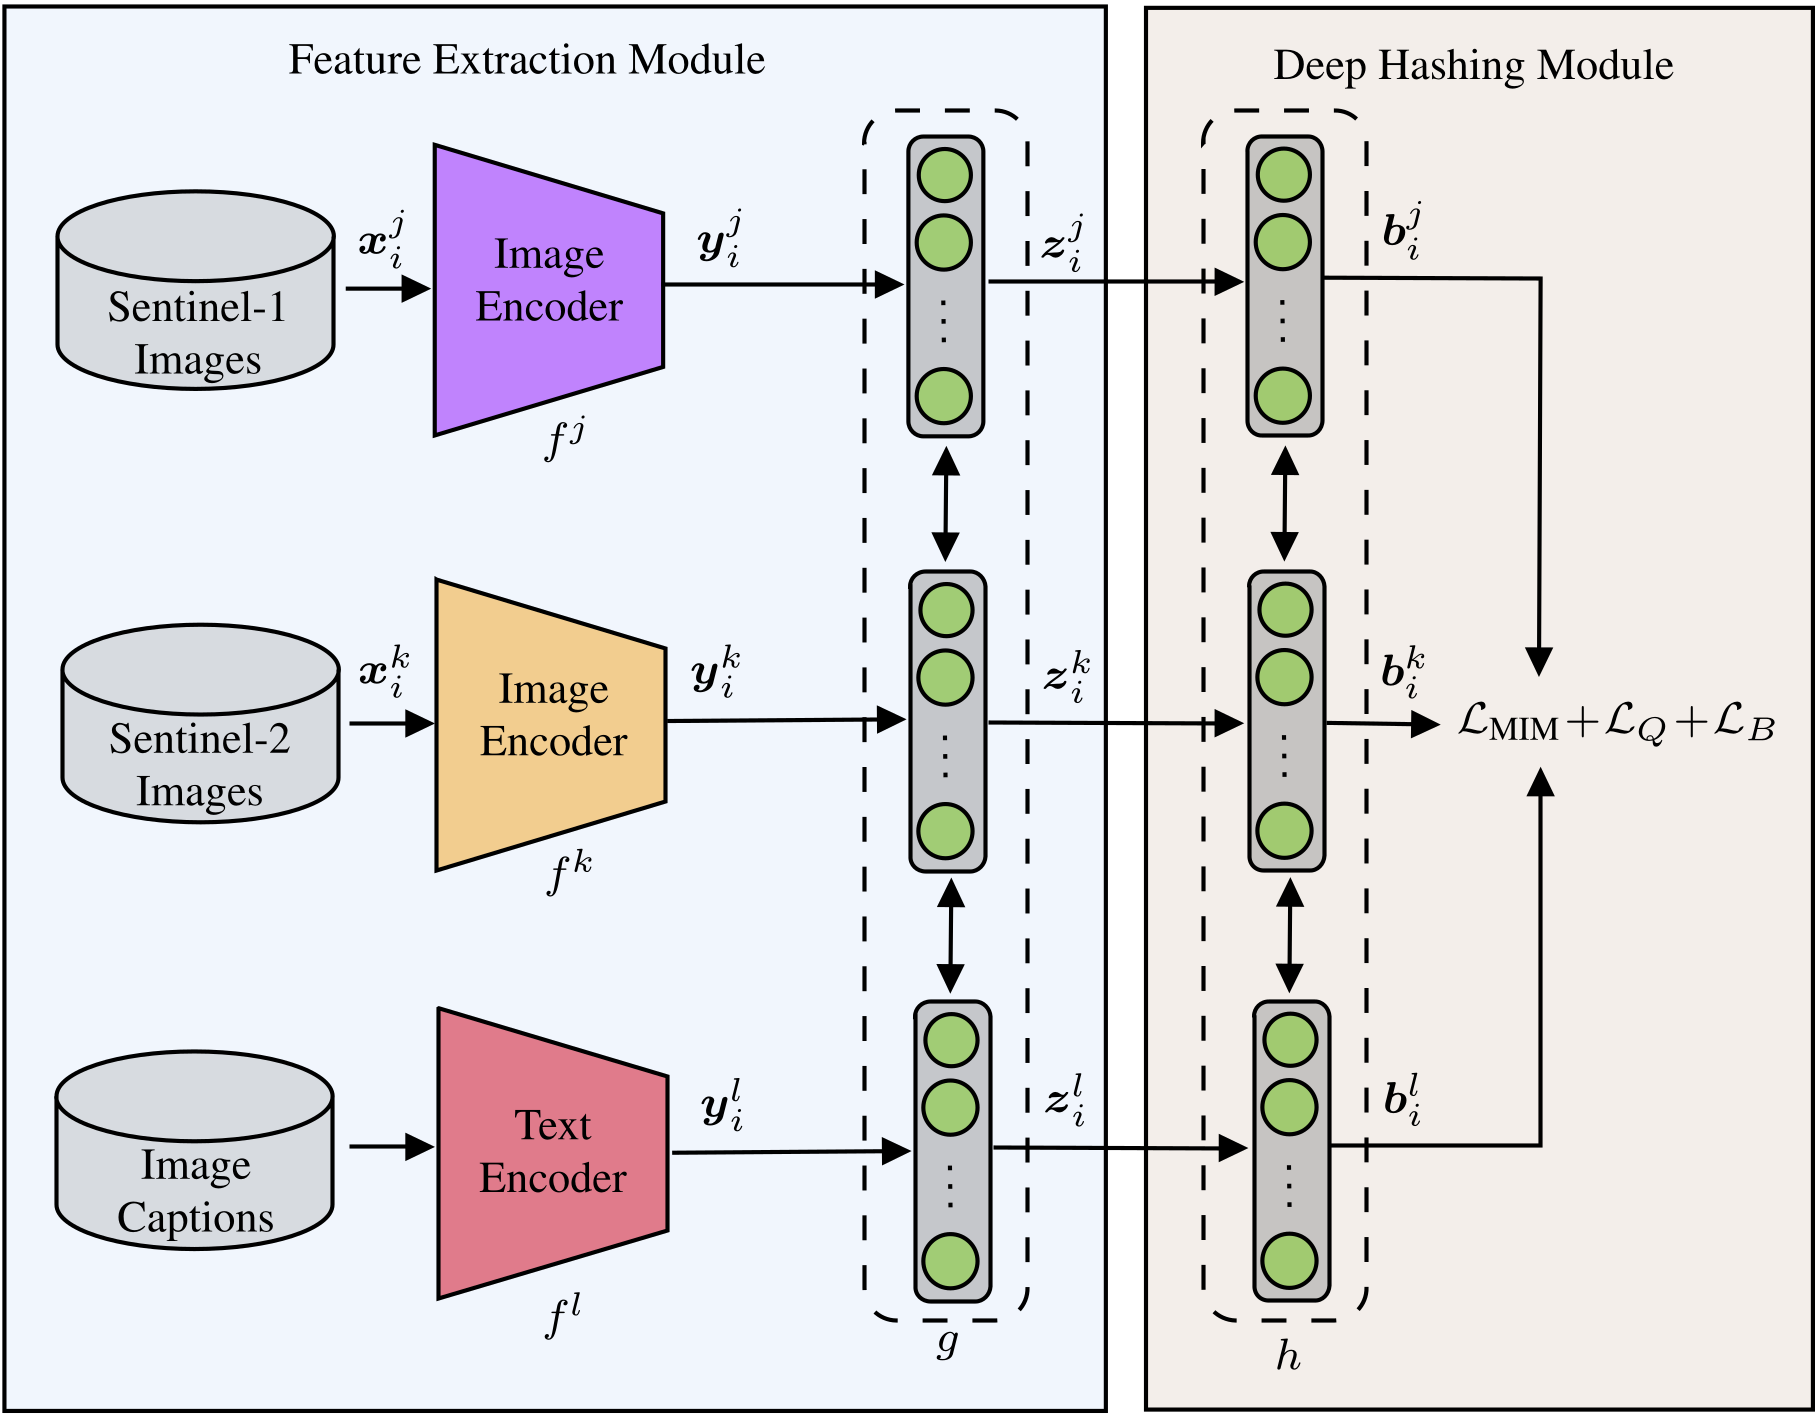 Feature Extraction Module
Deep Hashing Module
Sentinel-1
Images
x_i^j
Image
Encoder
f^j
y_i^j
z_i^j
b_i^j
Sentinel-2
Images
x_i^k
Image
Encoder
f^k
y_i^k
z_i^k
b_i^k
ℒ_MIM + ℒ_Q + ℒ_B
Image
Captions
Text
Encoder
f^l
y_i^l
z_i^l
b_i^l
g
h